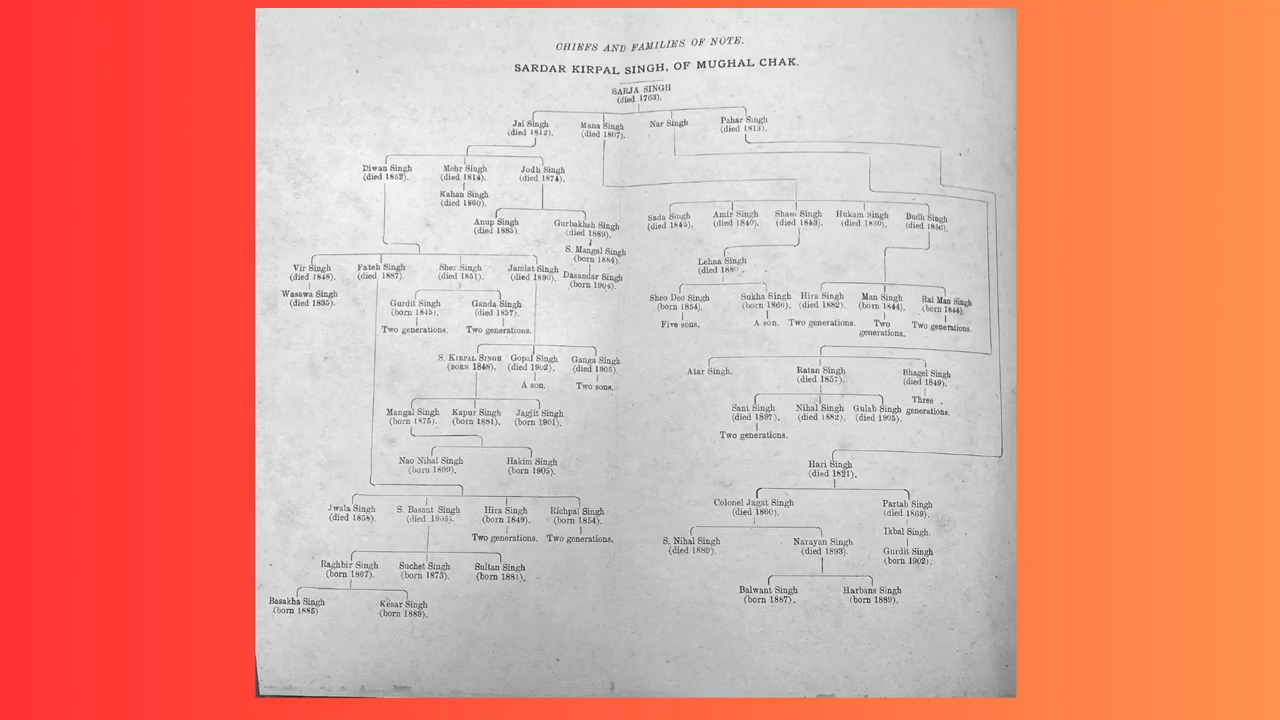 CHIEFS AND FAMILIES OF NOTE.
SARDAR KIRPAL SINGH, OF MUGHAL CHAK.
SARJA SINGH
(died 1763).
Jai Singh
(died 1812).
Mana Singh
(died 1807).
Nar Singh
Pahar Singh
(died 1813).
Diwan Singh
(died 1852).
Mehr Singh
(died 1814).
Jodh Singh
(died 1874).
Kahan Singh
(died 1860).
Anup Singh
(died 1885).
Gurbakhsh Singh
(died 1889).
S. Mangal Singh
(born 1884).
Dasandar Singh
(born 1904).
Sada Singh
(died 1845).
Amir Singh
(died 1840).
Sham Singh
(died 1843).
Hukam Singh
(died 1830).
Budh Singh
(died 1856).
Vir Singh
(died 1848).
Fateh Singh
(died 1887).
Sher Singh
(died 1851).
Jamiat Singh
(died 1890).
Wasawa Singh
(died 1835).
Lehna Singh
(died 1880).
Gurdit Singh
(born 1845).
Ganda Singh
(died 1857).
Two generations.
Two generations.
Sheo Deo Singh
(born 1854).
Sukha Singh
(born 1866).
Hira Singh
(died 1882).
Man Singh
(born 1844).
Rai Man Singh
(born 1844).
Five sons.
A son.
Two generations.
Two
generations.
Two generations.
S. KIRPAL SINGH
(BORN 1848).
Gopal Singh
(died 1902).
Ganga Singh
(died 1905).
A son.
Two sons.
Atar Singh.
Ratan Singh
(died 1857).
Bhagel Singh
(died 1849).
Three
generations.
Mangal Singh
(born 1875).
Kapur Singh
(born 1881).
Jagjit Singh
(born 1901).
Sant Singh
(died 1897).
Nihal Singh
(died 1882).
Gulab Singh
(died 1905).
Two generations.
Nao Nihal Singh
(born 1899).
Hakim Singh
(born 1905).
Hari Singh
(died 1821).
Jwala Singh
(died 1858).
S. Basant Singh
(died 1905).
Hira Singh
(born 1849).
Richpal Singh
(born 1854).
Two generations.
Two generations.
Colonel Jagat Singh
(died 1860).
Partab Singh
(died 1869).
Ikbal Singh.
Gurdit Singh
(born 1902).
S. Nihal Singh
(died 1889).
Narayan Singh
(died 1893).
Raghbir Singh
(born 1867).
Suchet Singh
(born 1873).
Sultan Singh
(born 1881).
Balwant Singh
(born 1887).
Harbans Singh
(born 1889).
Basakha Singh
(born 1885)
Kesar Singh
(born 1889).